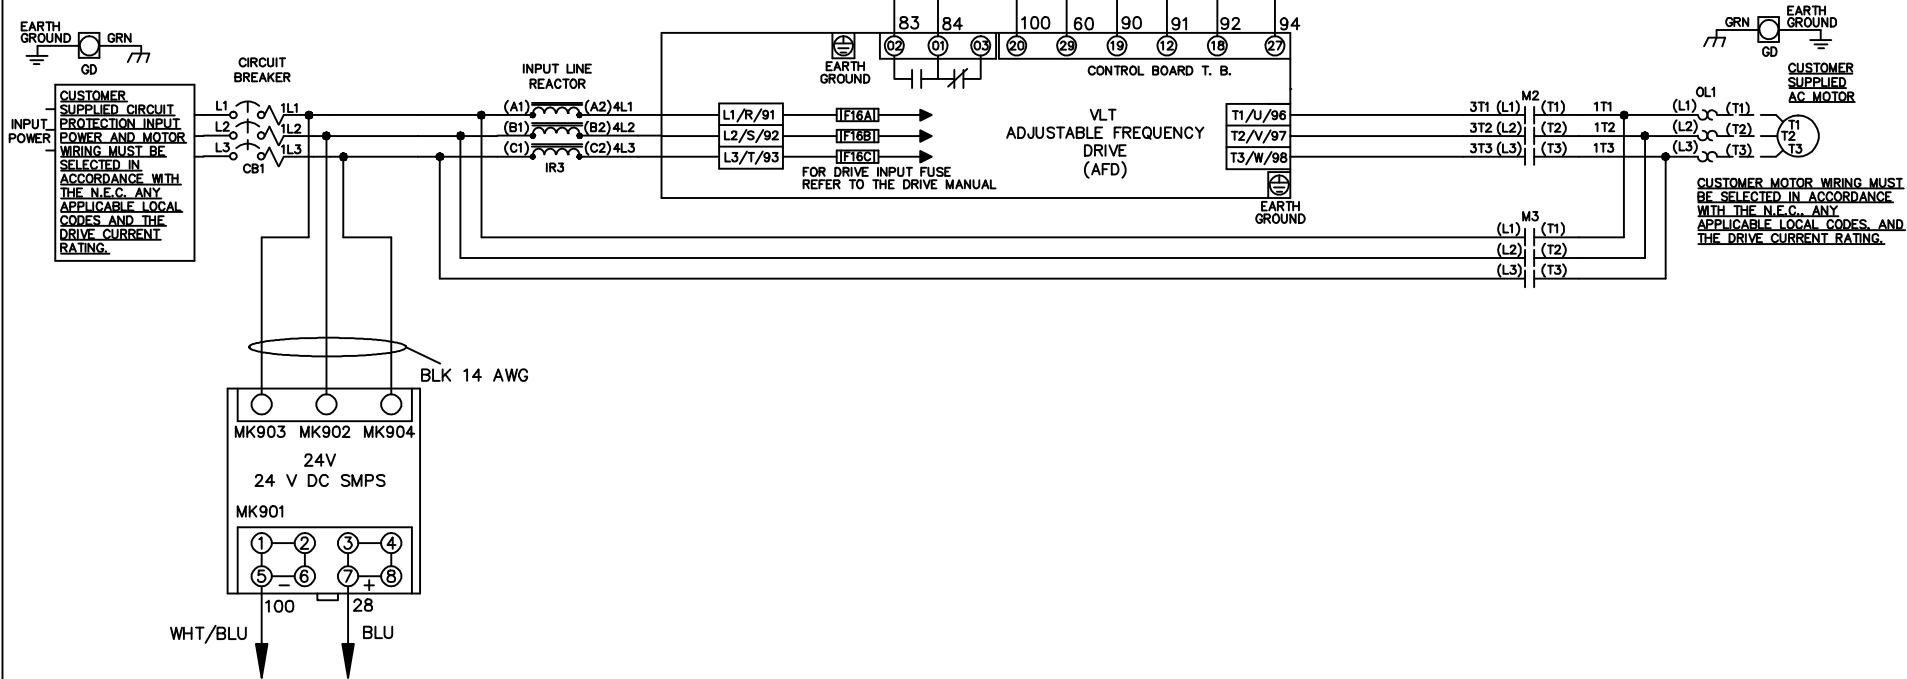 EARTH
GROUND
GRN
GD
83
84
100
60
90
91
92
94
GRN
EARTH
GROUND
GD
02
01
03
20
29
19
12
18
27
EARTH
GROUND
CONTROL BOARD T. B.
CIRCUIT
BREAKER
INPUT LINE
REACTOR
CUSTOMER
SUPPLIED
AC MOTOR
INPUT
POWER
CUSTOMER
SUPPLIED CIRCUIT
PROTECTION INPUT
POWER AND MOTOR
WIRING MUST BE
SELECTED IN
ACCORDANCE WITH
THE N.E.C. ANY
APPLICABLE LOCAL
CODES AND THE
DRIVE CURRENT
RATING.
L1
1L1
L2
1L2
L3
1L3
CB1
(A1)
(A2)4L1
(B1)
(B2)4L2
(C1)
(C2)4L3
IR3
L1/R/91
L2/S/92
L3/T/93
F16A
F16B
F16C
FOR DRIVE INPUT FUSE
REFER TO THE DRIVE MANUAL
VLT
ADJUSTABLE FREQUENCY
DRIVE
(AFD)
T1/U/96
T2/V/97
T3/W/98
EARTH
GROUND
M2
3T1 (L1) (T1) 1T1
3T2 (L2) (T2) 1T2
3T3 (L3) (T3) 1T3
OL1
(L1) (T1)
(L2) (T2)
(L3) (T3)
T1
T2
T3
CUSTOMER MOTOR WIRING MUST
BE SELECTED IN ACCORDANCE
WITH THE N.E.C., ANY
APPLICABLE LOCAL CODES, AND
THE DRIVE CURRENT RATING.
M3
(L1) (T1)
(L2) (T2)
(L3) (T3)
BLK 14 AWG
MK903 MK902 MK904
24V
24 V DC SMPS
MK901
1 2 3 4
5 6 7 8
- +
100
28
WHT/BLU
BLU